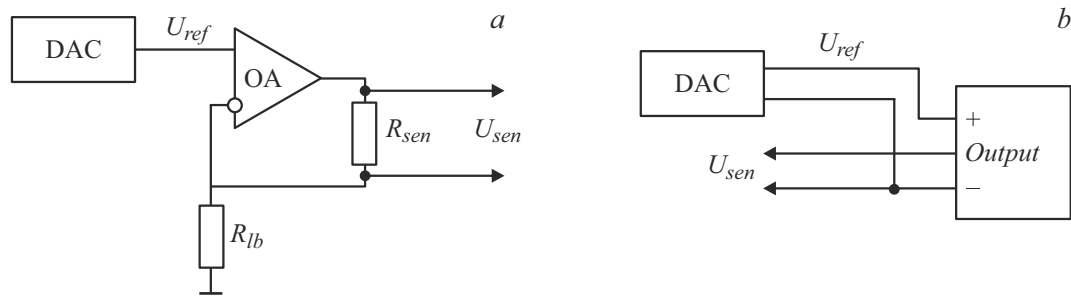 a
U_ref
DAC
OA
R_sen
U_sen
R_lb
b
U_ref
DAC
+
Output
U_sen
−